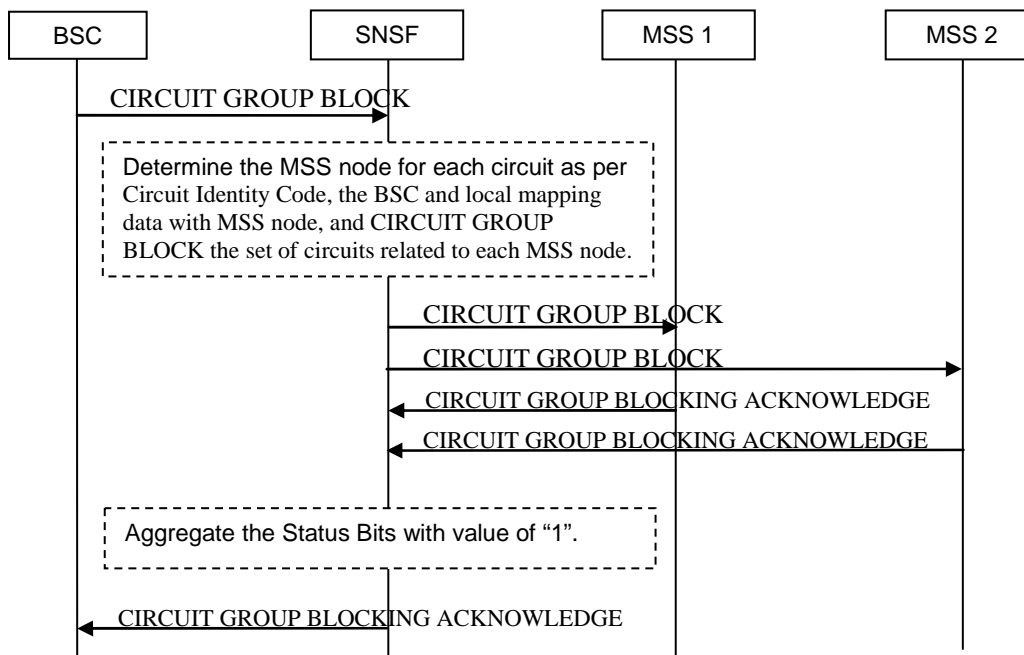 BSC
SNSF
MSS 1
MSS 2
CIRCUIT GROUP BLOCK
Determine the MSS node for each circuit as per
Circuit Identity Code, the BSC and local mapping
data with MSS node, and CIRCUIT GROUP
BLOCK the set of circuits related to each MSS node.
CIRCUIT GROUP BLOCK
CIRCUIT GROUP BLOCK
CIRCUIT GROUP BLOCKING ACKNOWLEDGE
CIRCUIT GROUP BLOCKING ACKNOWLEDGE
Aggregate the Status Bits with value of “1”.
CIRCUIT GROUP BLOCKING ACKNOWLEDGE